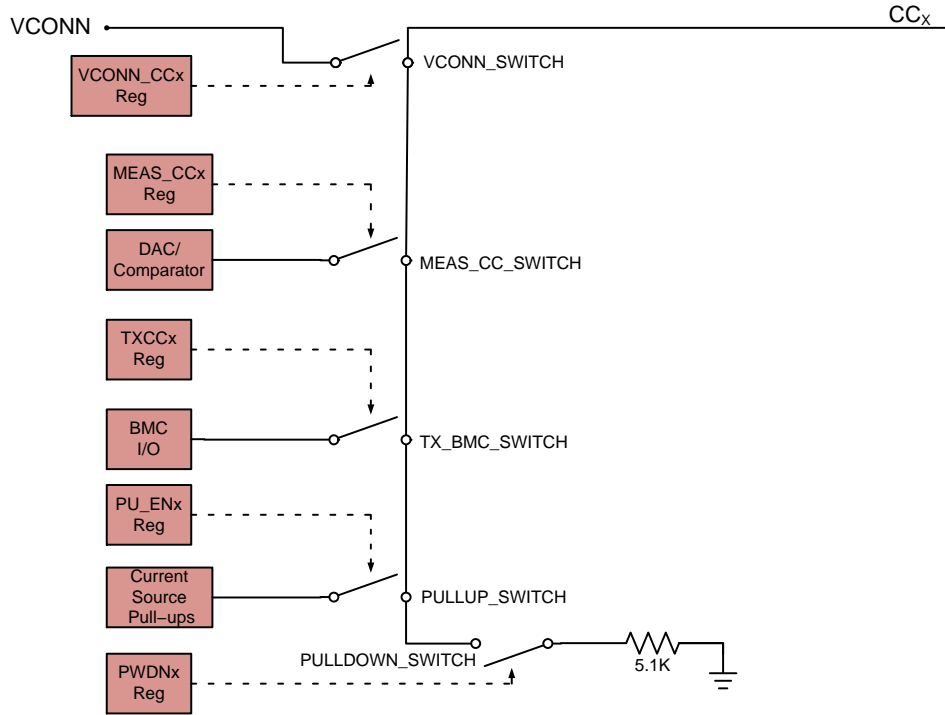 VCONN
CCX
VCONN_CCx
Reg
VCONN_SWITCH
MEAS_CCx
Reg
DAC/
Comparator
MEAS_CC_SWITCH
TXCCx
Reg
BMC
I/O
TX_BMC_SWITCH
PU_ENx
Reg
Current
Source
Pull−ups
PULLUP_SWITCH
PULLDOWN_SWITCH
5.1K
PWDNx
Reg